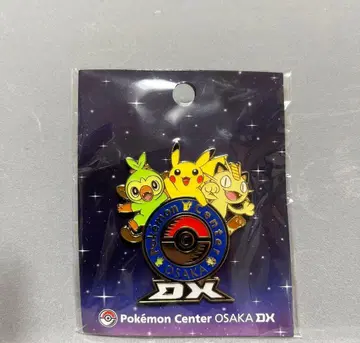 Pokémon Center
OSAKA
DX
Pokémon Center OSAKA DX